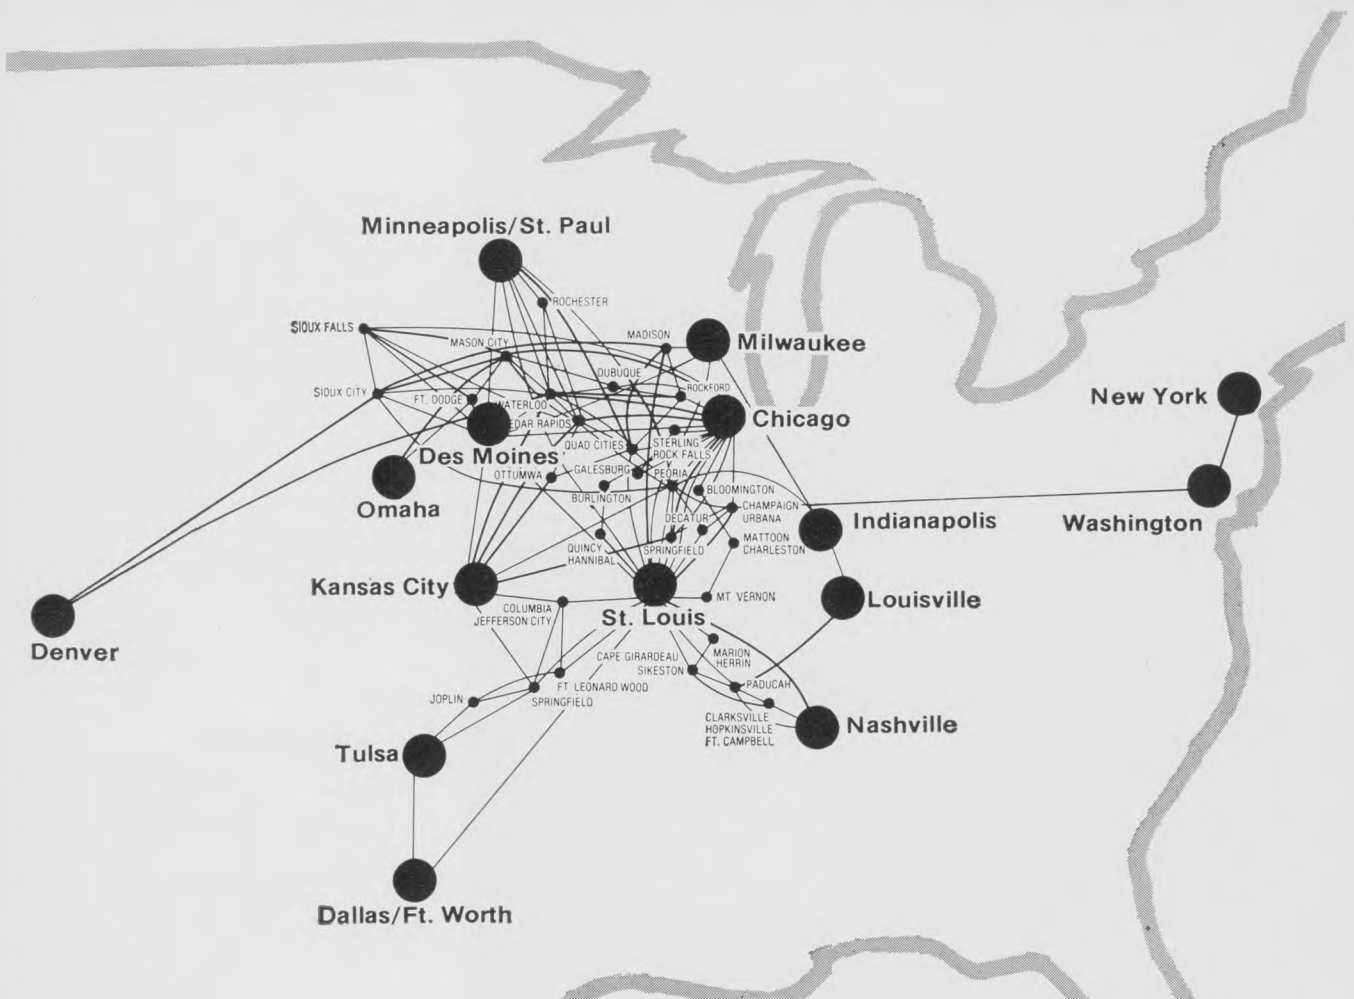 Minneapolis/St. Paul
ROCHESTER
SIOUX FALLS
MADISON
MASON CITY
Milwaukee
DUBUQUE
ROCKFORD
SIOUX CITY
FT. DODGE
WATERLOO
New York
Chicago
EDAR RAPIDS
QUAD CITIES
STERLING
ROCK FALLS
Des Moines
GALESBURG
PEORIA
OTTUMWA
BURLINGTON
BLOOMINGTON
Omaha
CHAMPAIGN
URBANA
DECATUR
Indianapolis
Washington
MATTOON
CHARLESTON
QUINCY
HANNIBAL
SPRINGFIELD
Kansas City
MT VERNON
Louisville
COLUMBIA
JEFFERSON CITY
St. Louis
Denver
CAPE GIRARDEAU
SIKESTON
MARION
HERRIN
FT LEONARD WOOD
PADUCAH
JOPLIN
SPRINGFIELD
CLARKSVILLE
HOPKINSVILLE
FT. CAMPBELL
Nashville
Tulsa
Dallas/Ft. Worth